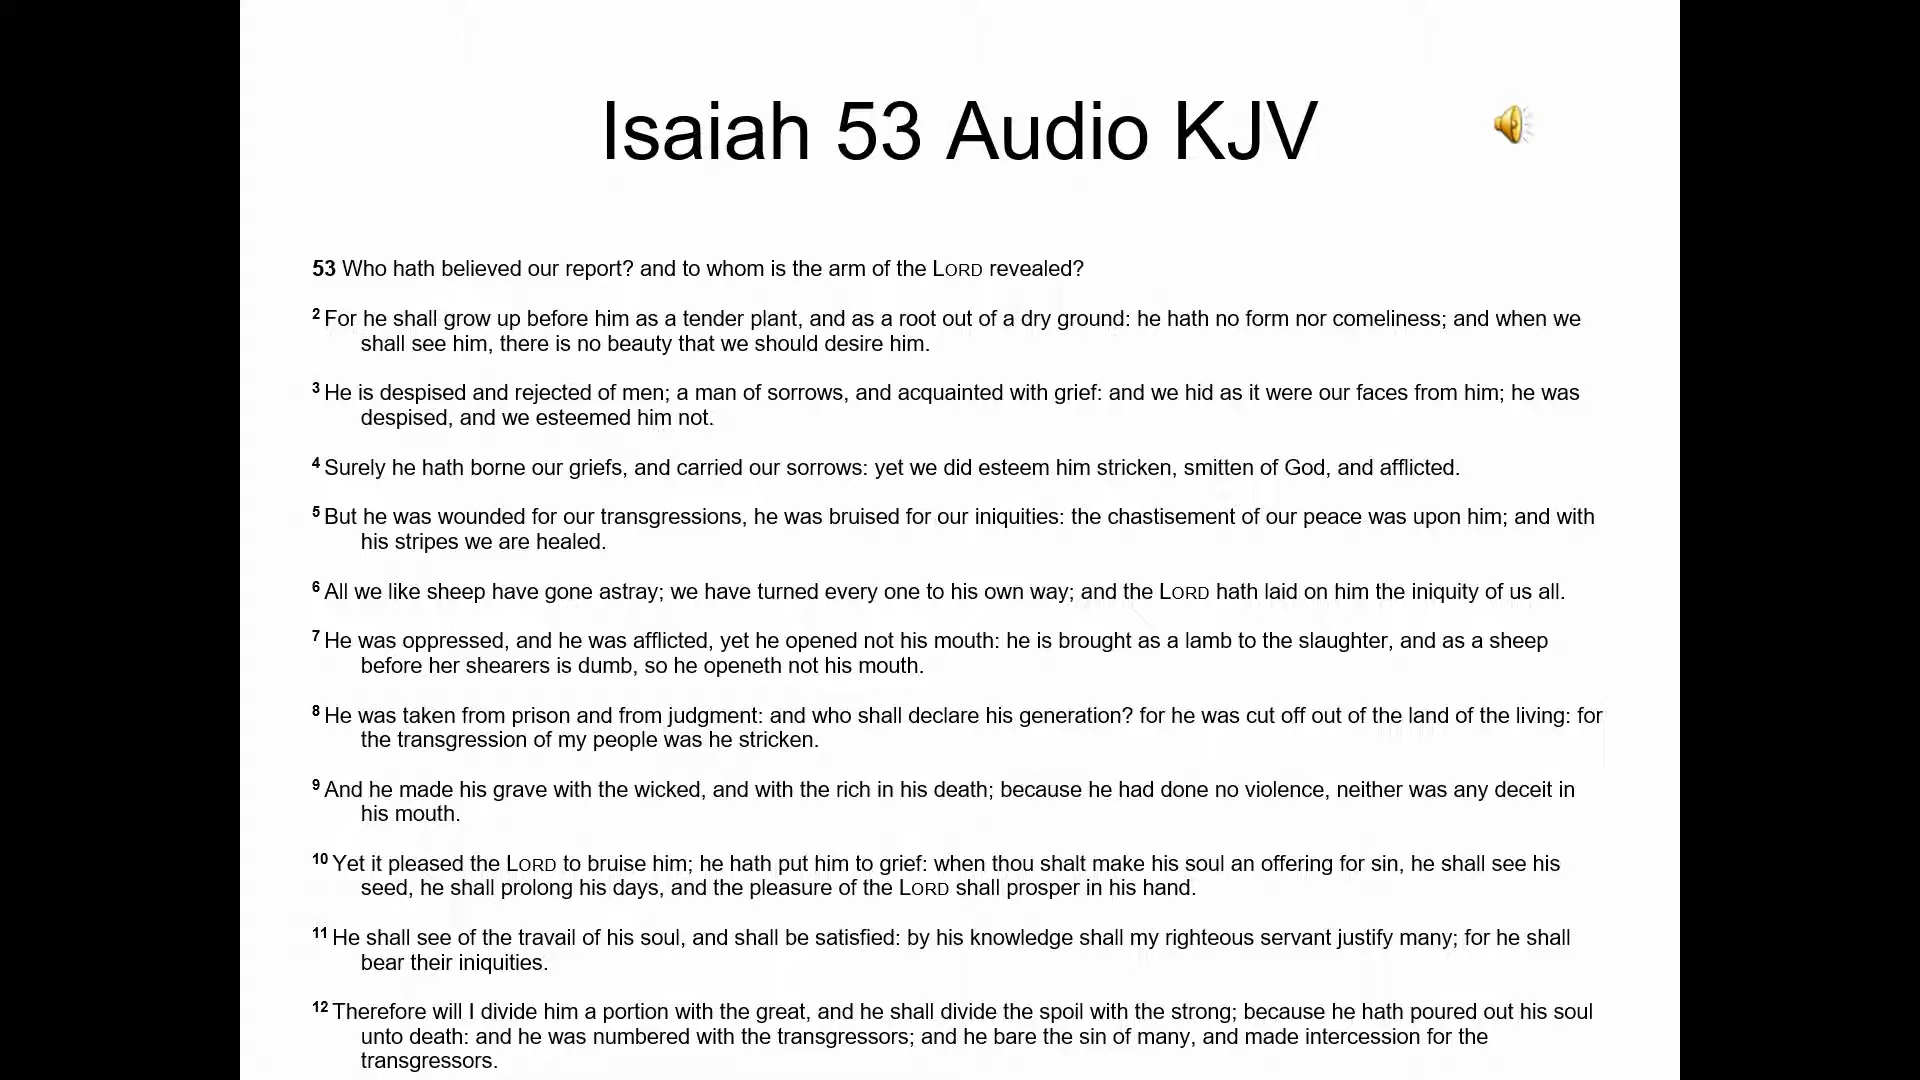 Isaiah 53 Audio KJV
53 Who hath believed our report? and to whom is the arm of the LORD revealed?
2 For he shall grow up before him as a tender plant, and as a root out of a dry ground: he hath no form nor comeliness; and when we
shall see him, there is no beauty that we should desire him.
3 He is despised and rejected of men; a man of sorrows, and acquainted with grief: and we hid as it were our faces from him; he was
despised, and we esteemed him not.
4 Surely he hath borne our griefs, and carried our sorrows: yet we did esteem him stricken, smitten of God, and afflicted.
5 But he was wounded for our transgressions, he was bruised for our iniquities: the chastisement of our peace was upon him; and with
his stripes we are healed.
6 All we like sheep have gone astray; we have turned every one to his own way; and the LORD hath laid on him the iniquity of us all.
7 He was oppressed, and he was afflicted, yet he opened not his mouth: he is brought as a lamb to the slaughter, and as a sheep
before her shearers is dumb, so he openeth not his mouth.
8 He was taken from prison and from judgment: and who shall declare his generation? for he was cut off out of the land of the living: for
the transgression of my people was he stricken.
9 And he made his grave with the wicked, and with the rich in his death; because he had done no violence, neither was any deceit in
his mouth.
10 Yet it pleased the LORD to bruise him; he hath put him to grief: when thou shalt make his soul an offering for sin, he shall see his
seed, he shall prolong his days, and the pleasure of the LORD shall prosper in his hand.
11 He shall see of the travail of his soul, and shall be satisfied: by his knowledge shall my righteous servant justify many; for he shall
bear their iniquities.
12 Therefore will I divide him a portion with the great, and he shall divide the spoil with the strong; because he hath poured out his soul
unto death: and he was numbered with the transgressors; and he bare the sin of many, and made intercession for the
transgressors.